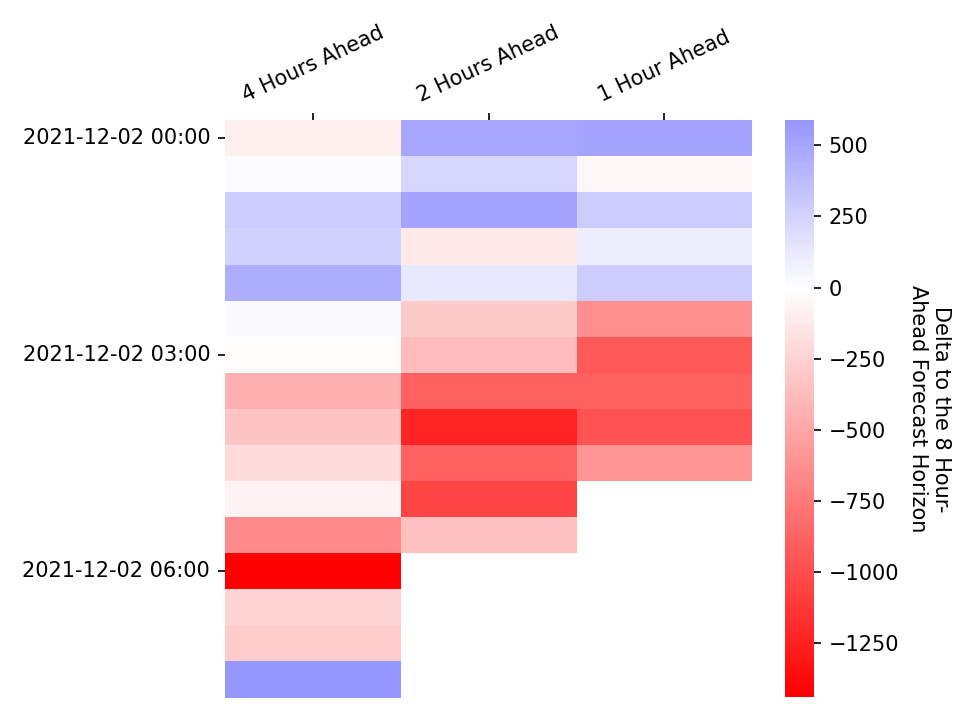 4 Hours Ahead
2 Hours Ahead
1 Hour Ahead
2021-12-02 00:00
2021-12-02 03:00
2021-12-02 06:00
500
250
0
−250
−500
−750
−1000
−1250
Delta to the 8 Hour-
Ahead Forecast Horizon